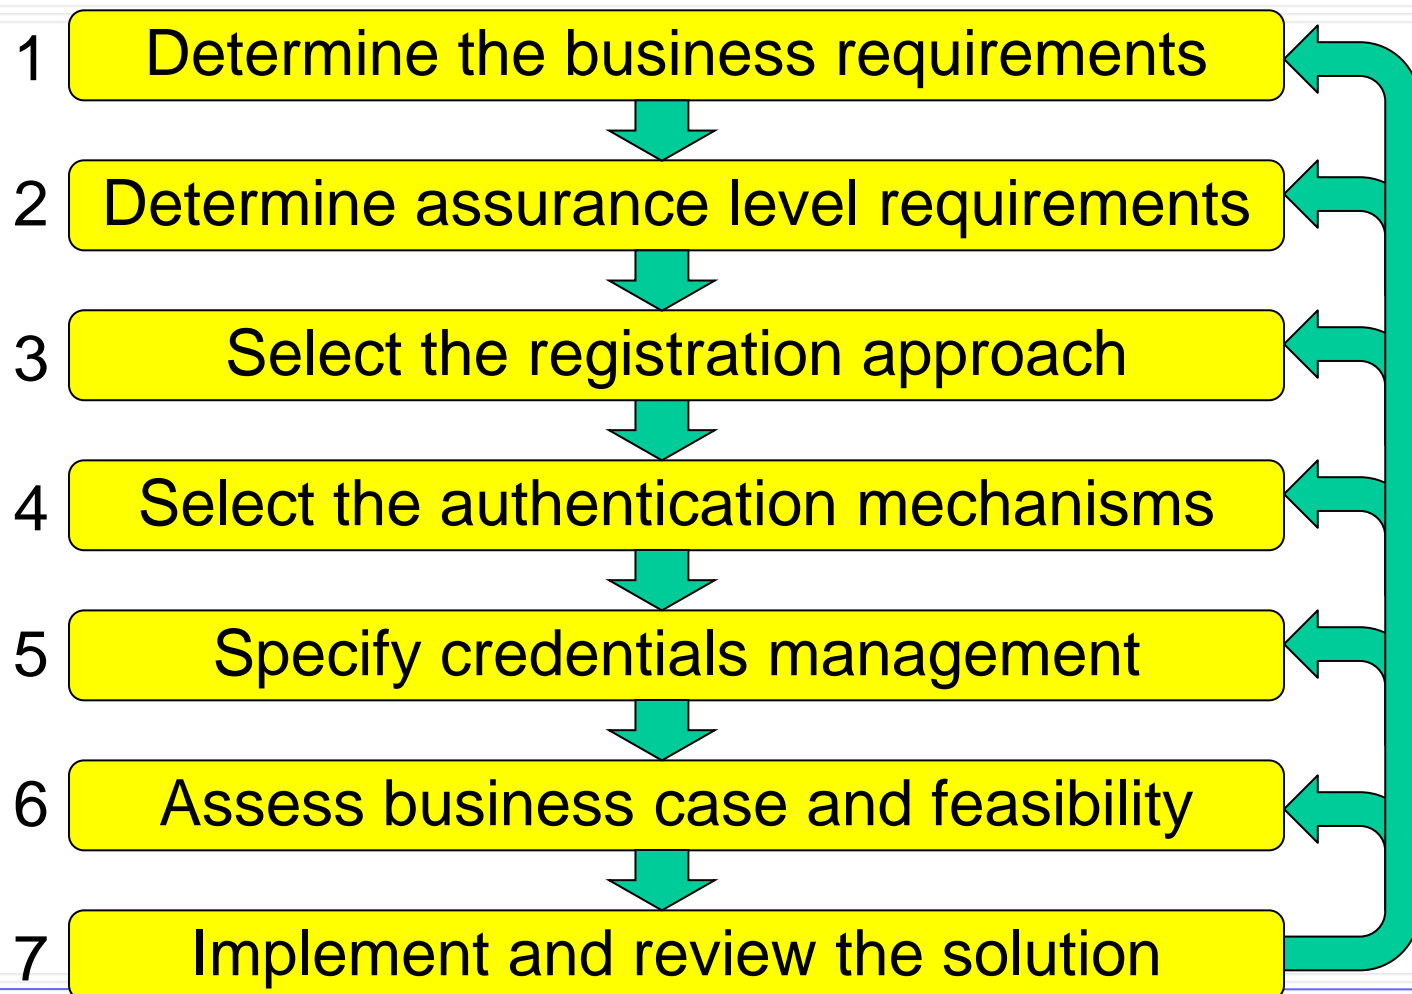 1 Determine the business requirements
2 Determine assurance level requirements
3 Select the registration approach
4 Select the authentication mechanisms
5 Specify credentials management
6 Assess business case and feasibility
7 Implement and review the solution